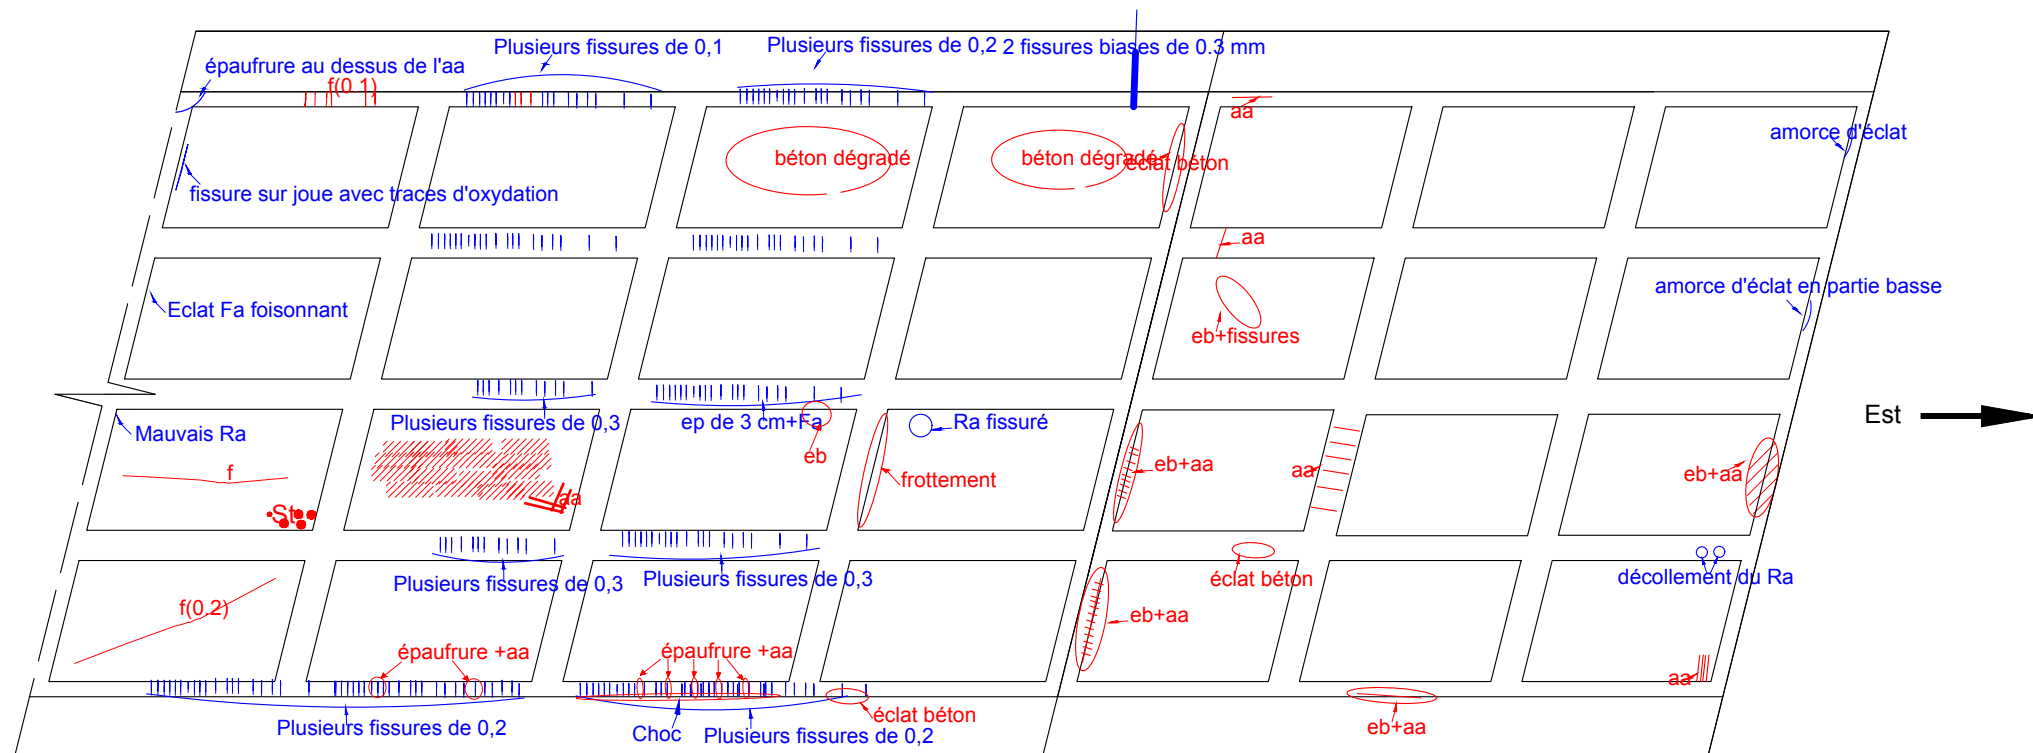 Plusieurs fissures de 0,1
Plusieurs fissures de 0,2
2 fissures biases de 0.3 mm
épaufrure au dessus de l'aa
f(0.1)
aa
amorce d'éclat
béton dégradé
béton dégradé
éclat béton
fissure sur joue avec traces d'oxydation
aa
amorce d'éclat en partie basse
Eclat Fa foisonnant
eb+fissures
Est
Plusieurs fissures de 0,3
ep de 3 cm+Fa
Ra fissuré
Mauvais Ra
eb
eb+aa
aa
eb+aa
f
frottement
aa
St
Plusieurs fissures de 0,3
Plusieurs fissures de 0,3
éclat béton
décollement du Ra
f(0.2)
eb+aa
épaufrure +aa
épaufrure +aa
aa
éclat béton
Plusieurs fissures de 0,2
Choc
Plusieurs fissures de 0,2
eb+aa